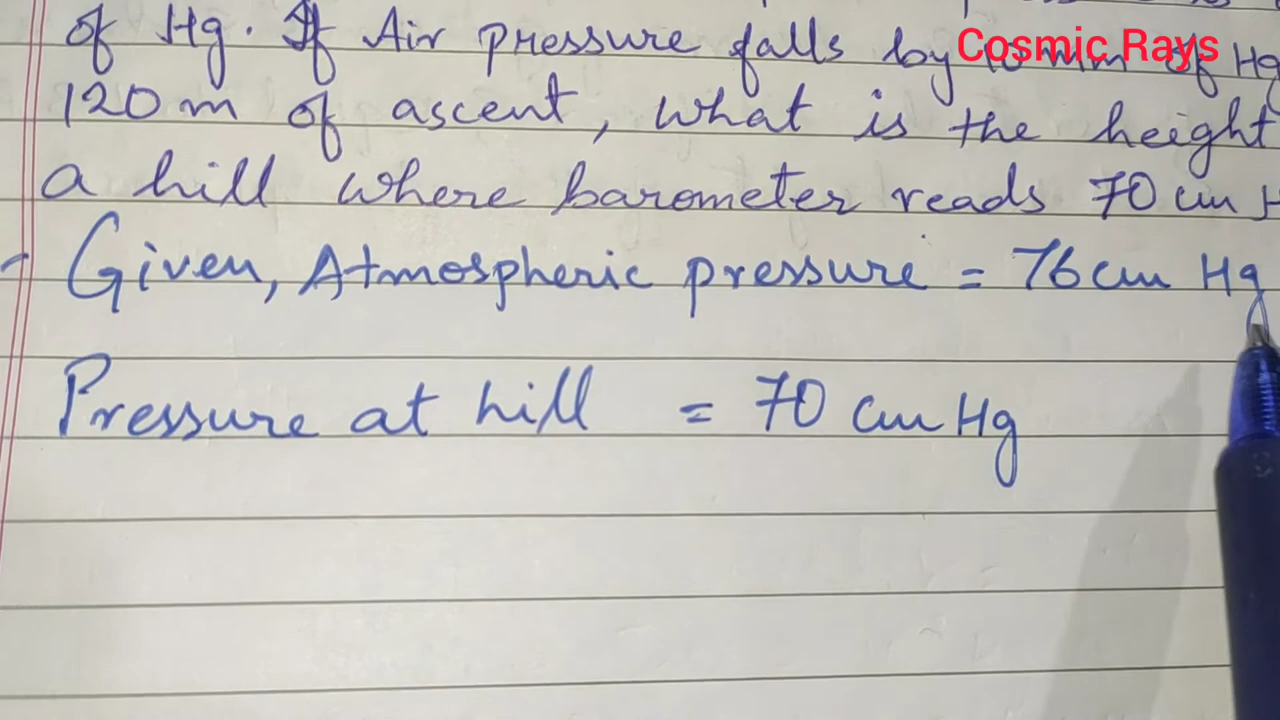 of Hg. If Air pressure falls by 10 mm of Hg
Cosmic Rays
120m of ascent, what is the height
a hill where barometer reads 70 cm H
Given, Atmospheric pressure = 76 cm Hg
Pressure at hill = 70 cm Hg